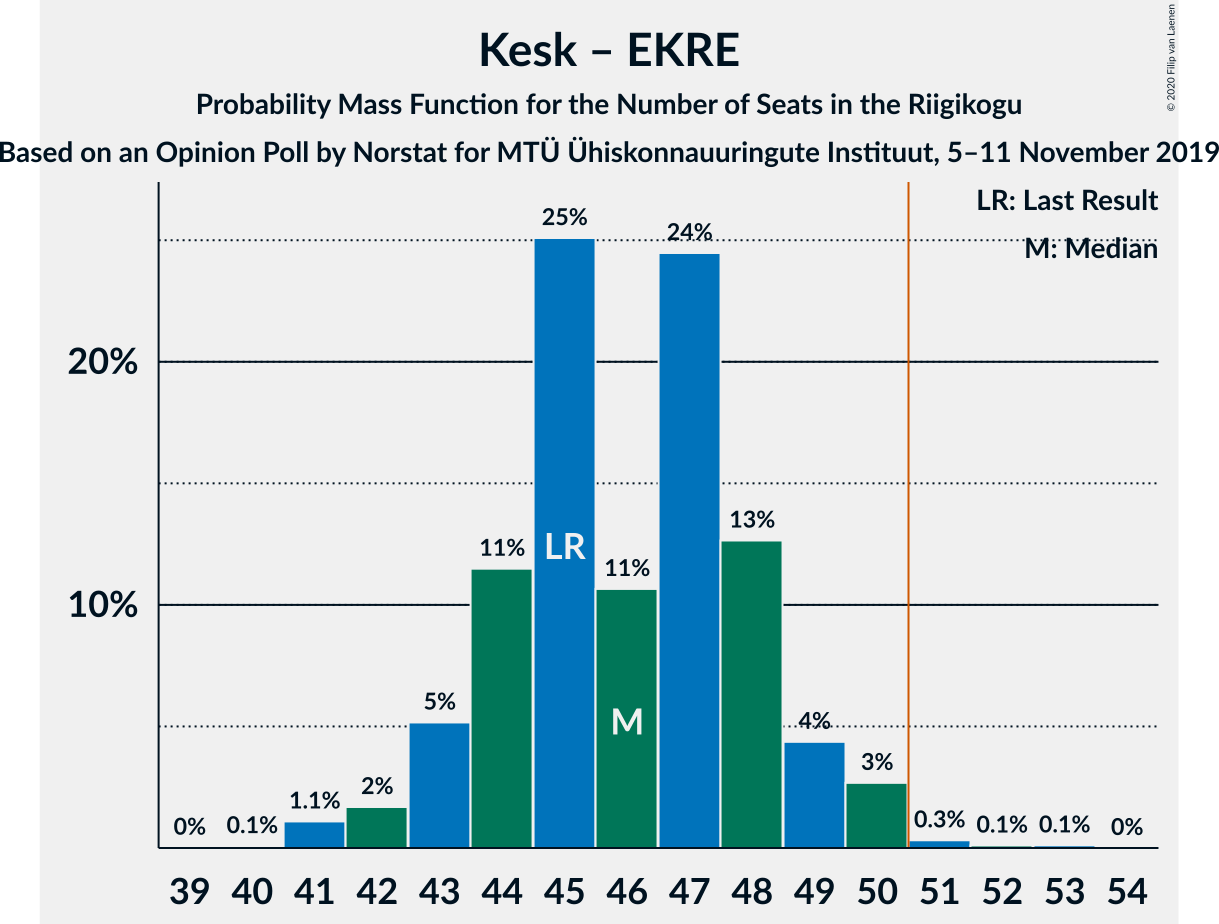 Kesk – EKRE
Probability Mass Function for the Number of Seats in the Riigikogu
Based on an Opinion Poll by Norstat for MTÜ Ühiskonnauuringute Instituut, 5–11 November 2019
© 2020 Filip van Laenen
LR: Last Result
M: Median
20%
10%
0%
0.1%
1.1%
2%
5%
11%
25%
11%
24%
13%
4%
3%
0.3%
0.1%
0.1%
0%
LR
M
39 40 41 42 43 44 45 46 47 48 49 50 51 52 53 54